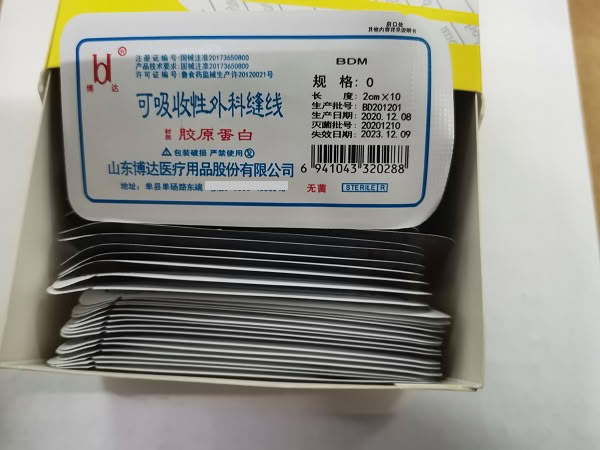 启口处
BDM
注册证编号:国械注准20173650800
产品技术要求:国械注准20173650800
许可证编号:鲁食药监械生产许20120021号
博达
可吸收性外科缝线
材质 胶原蛋白
包装破损 严禁使用
山东博达医疗用品股份有限公司
地址: 单县单砀路东端
规 格: 0
长 度: 2cm×10
生产批号: BD201201
生产日期: 2020.12.08
灭菌批号: 20201210
失效日期: 2023.12.09
6 941043 320288
无菌 STERILE R